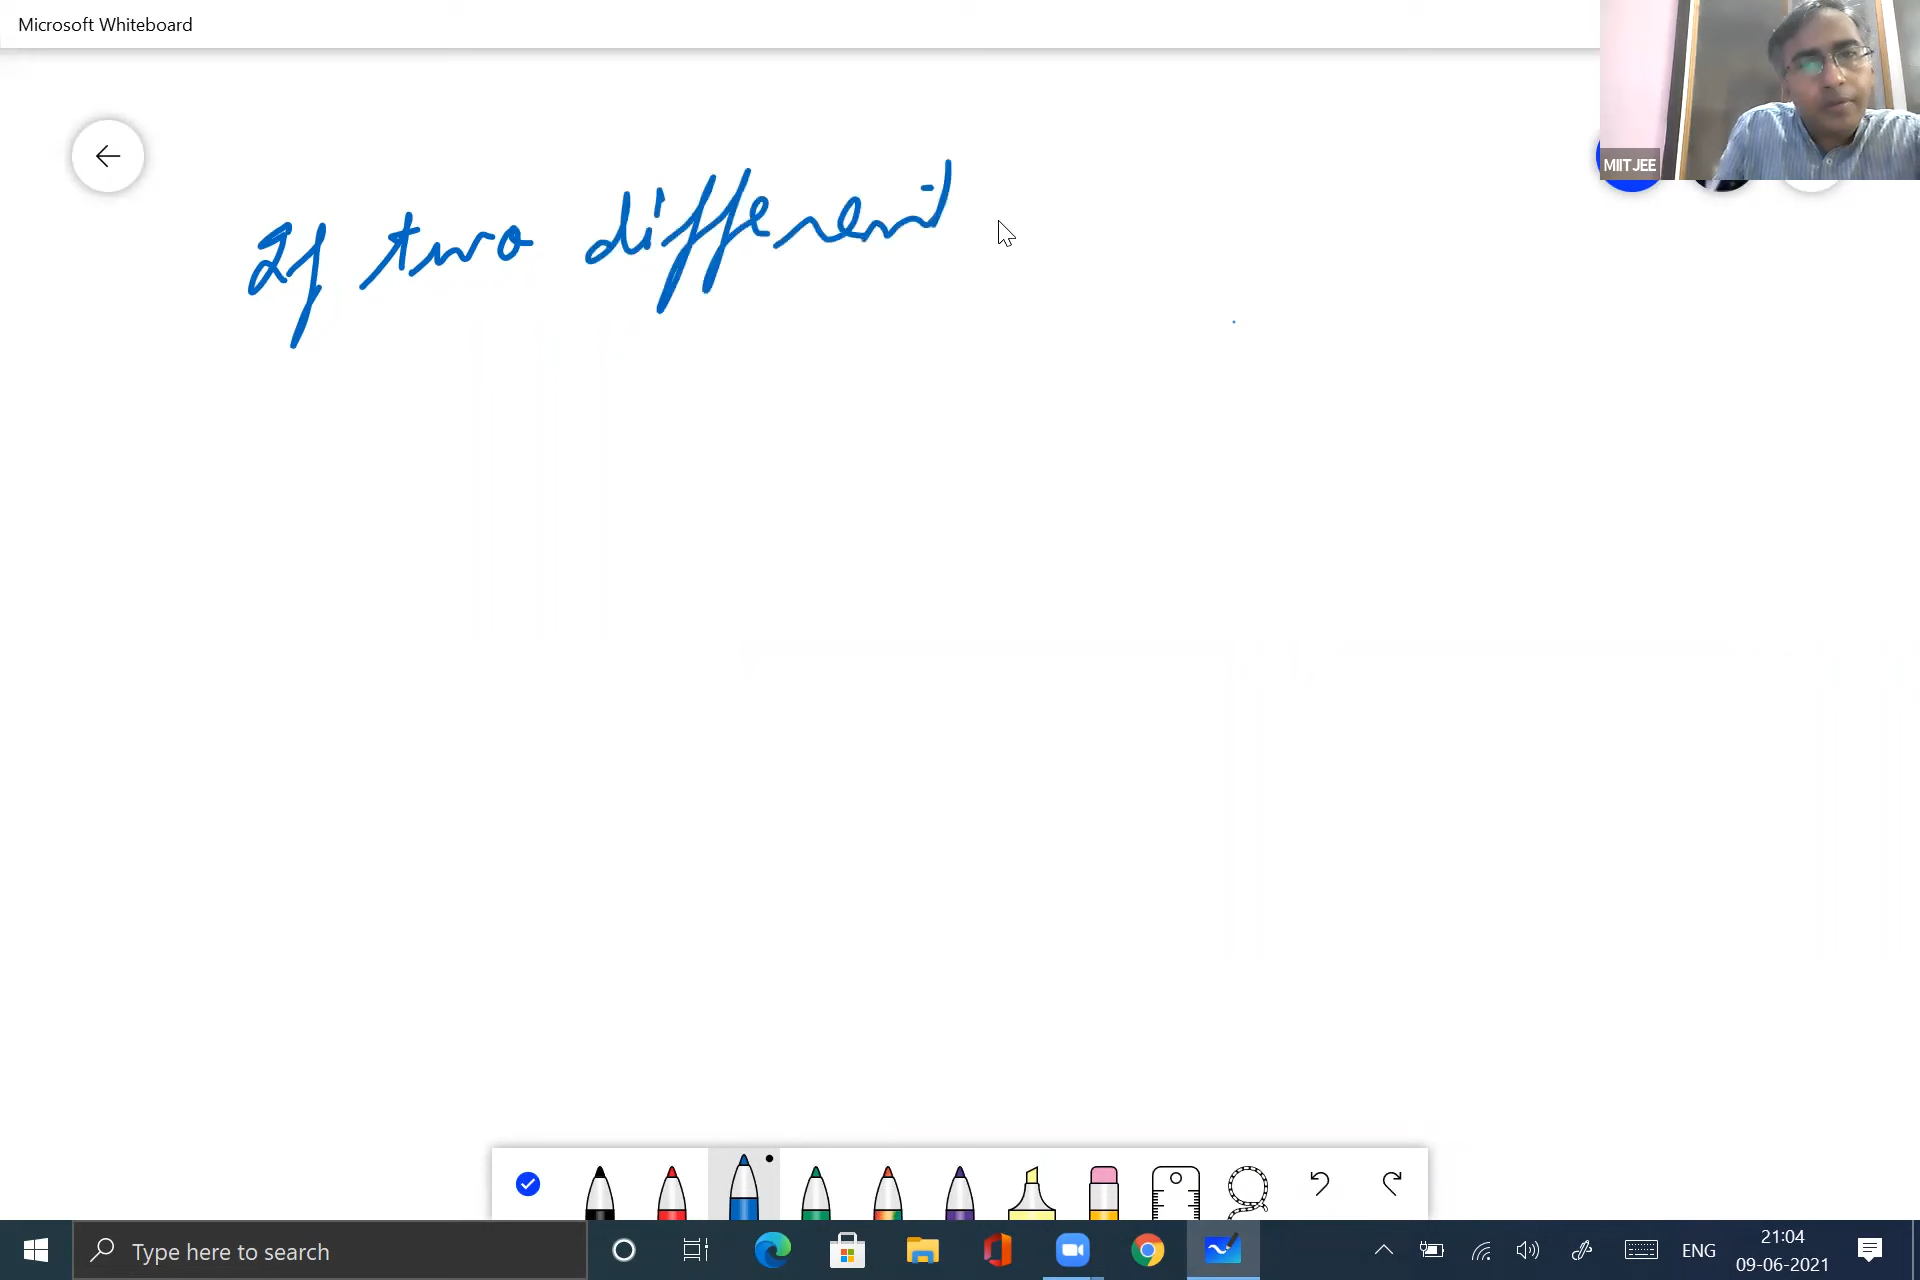 Microsoft Whiteboard
MIIT JEE
If two different
Type here to search
ENG
21:04
09-06-2021